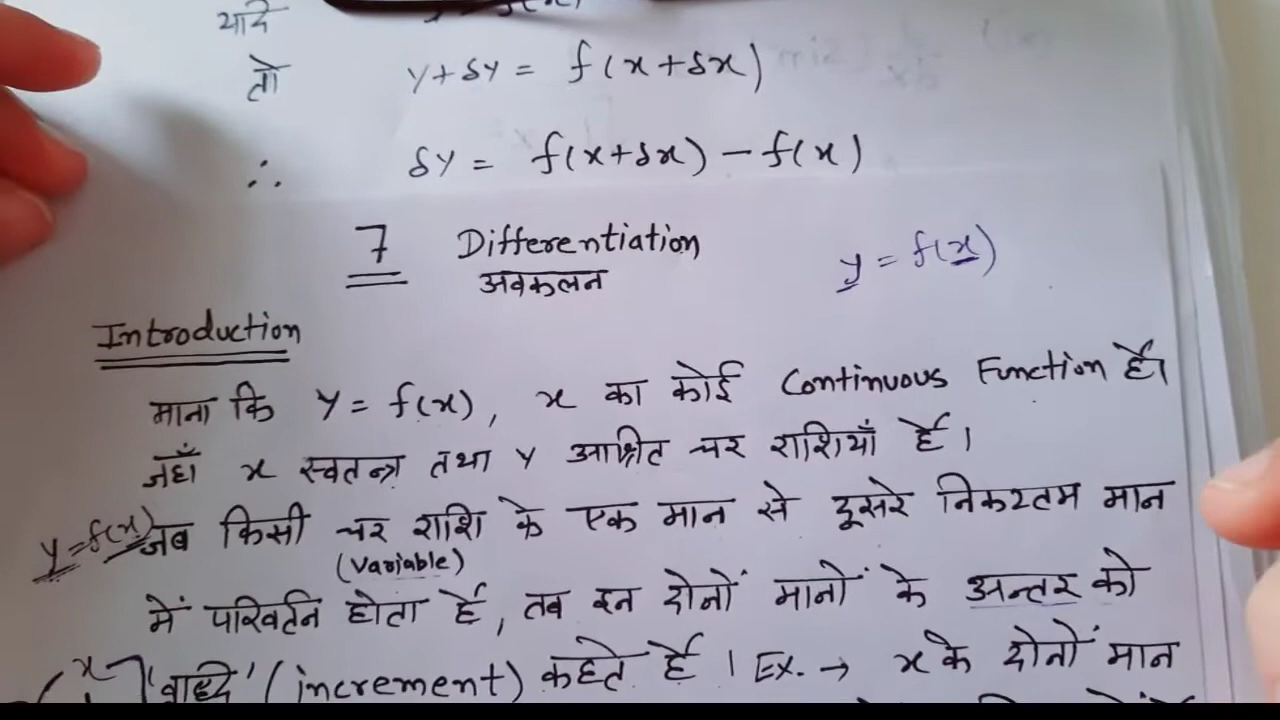 यदि
तो y+δy = f(x+δx)
∴ δy = f(x+δx) – f(x)
7 Differentiation
अवकलन
y = f(x)
Introduction
माना कि y = f(x), x का कोई Continuous Function है।
जहाँ x स्वतन्त्र तथा y आश्रित चर राशियाँ हैं।
y=f(x)
जब किसी चर राशि के एक मान से दूसरे निकटतम मान
(Variable)
में परिवर्तन होता है, तब इन दोनों मानों के अन्तर को
'वृद्धि' (increment) कहते हैं। Ex. → x के दोनों मान
x